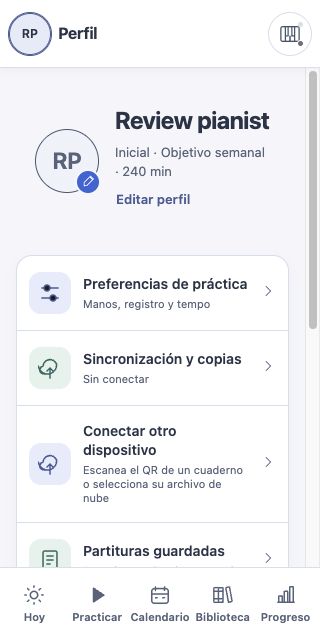 RP Perfil
Review pianist
RP
Inicial · Objetivo semanal
· 240 min
Editar perfil
Preferencias de práctica
Manos, registro y tempo
Sincronización y copias
Sin conectar
Conectar otro
dispositivo
Escanea el QR de un cuaderno
o selecciona su archivo de
nube
Partituras guardadas
Hoy Practicar Calendario Biblioteca Progreso